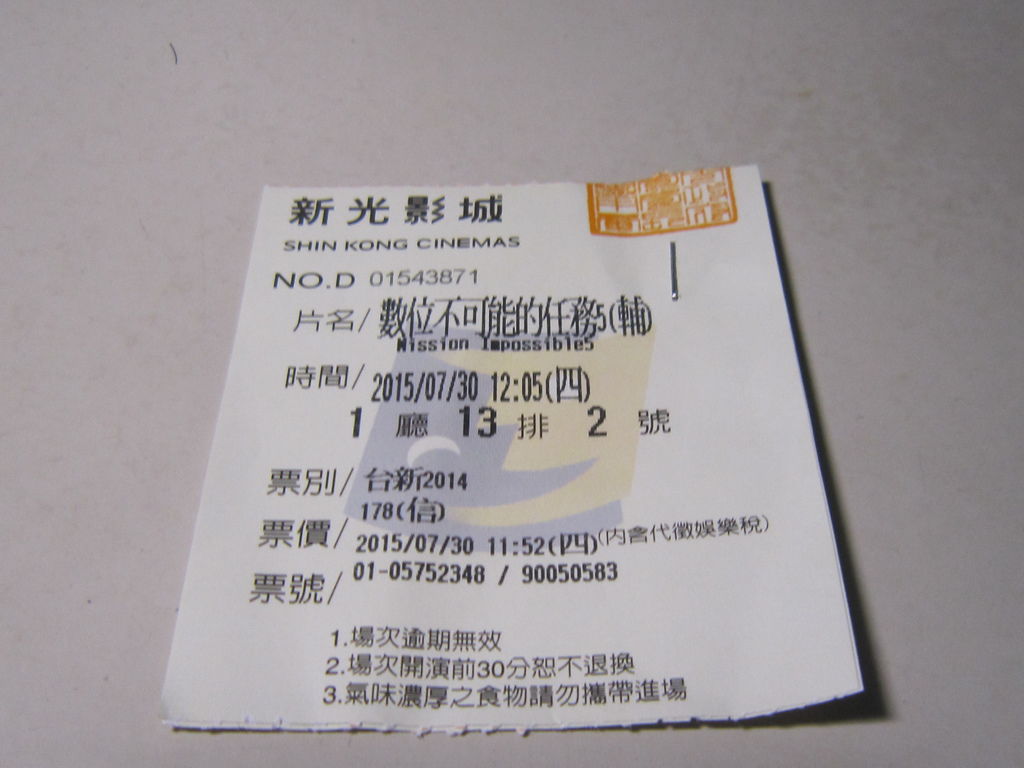 新光影城
SHIN KONG CINEMAS
NO.D 01543871
片名/ 數位不可能的任務5(輔)
Mission Impossible5
時間/ 2015/07/30 12:05(四)
1 廳 13 排 2 號
票別/ 台新2014
178(信)
票價/ 2015/07/30 11:52(四)(內含代徵娛樂稅)
票號/ 01-05752348 / 90050583
1.場次逾期無效
2.場次開演前30分恕不退換
3.氣味濃厚之食物請勿攜帶進場